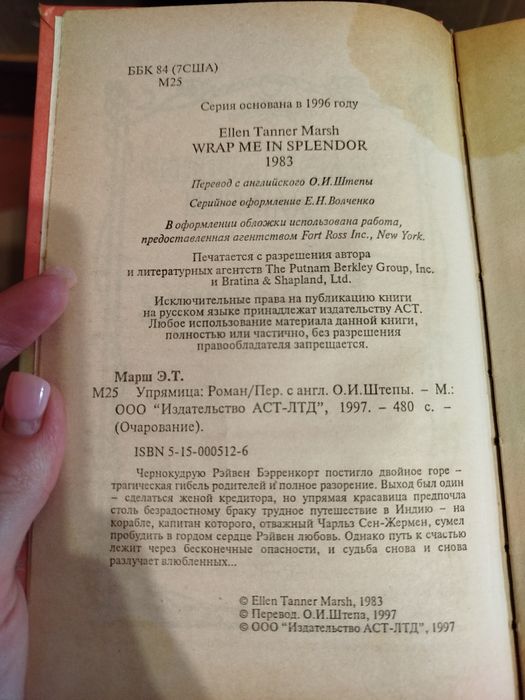 ББК 84 (7США)
М25
Серия основана в 1996 году
Ellen Tanner Marsh
WRAP ME IN SPLENDOR
1983
Перевод с английского О.И.Штепы
Серийное оформление Е.Н.Волченко
В оформлении обложки использована работа,
предоставленная агентством Fort Ross Inc., New York.
Печатается с разрешения автора
и литературных агентств The Putnam Berkley Group, Inc.
и Bratina & Shapland, Ltd.
Исключительные права на публикацию книги
на русском языке принадлежат издательству АСТ.
Любое использование материала данной книги,
полностью или частично, без разрешения
правообладателя запрещается.
Марш Э.Т.
М25 Упрямица: Роман/Пер. с англ. О.И.Штепы. – М.:
ООО "Издательство АСТ-ЛТД", 1997. – 480 с. –
(Очарование).
ISBN 5-15-000512-6
Чернокудрую Рэйвен Бэрренкорт постигло двойное горе –
трагическая гибель родителей и полное разорение. Выход был один
– сделаться женой кредитора, но упрямая красавица предпочла
столь безрадостному браку трудное путешествие в Индию – на
корабле, капитан которого, отважный Чарльз Сен-Жермен, сумел
пробудить в гордом сердце Рэйвен любовь. Однако путь к счастью
лежит через бесконечные опасности, и судьба снова и снова
разлучает влюбленных...
© Ellen Tanner Marsh, 1983
© Перевод. О.И.Штепа, 1997
© ООО "Издательство АСТ-ЛТД", 1997